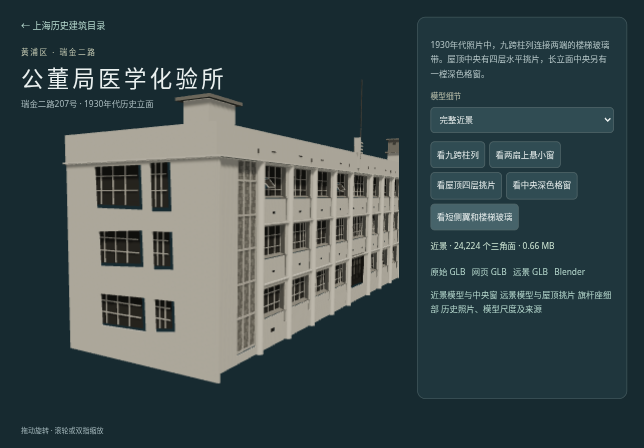 ← 上海历史建筑目录
黄浦区 · 瑞金二路
公董局医学化验所
瑞金二路207号 · 1930年代历史立面
1930年代照片中，九跨柱列连接两端的楼梯玻璃
带。屋顶中央有四层水平挑片，长立面中央另有
一樘深色格窗。
模型细节
完整近景
看九跨柱列
看两扇上悬小窗
看屋顶四层挑片
看中央深色格窗
看短侧翼和楼梯玻璃
近景 · 24,224 个三角面 · 0.66 MB
原始 GLB 网页 GLB 远景 GLB Blender
近景模型与中央窗 远景模型与屋顶挑片 旗杆座细
部 历史照片、模型尺度及来源
拖动旋转 · 滚轮或双指缩放